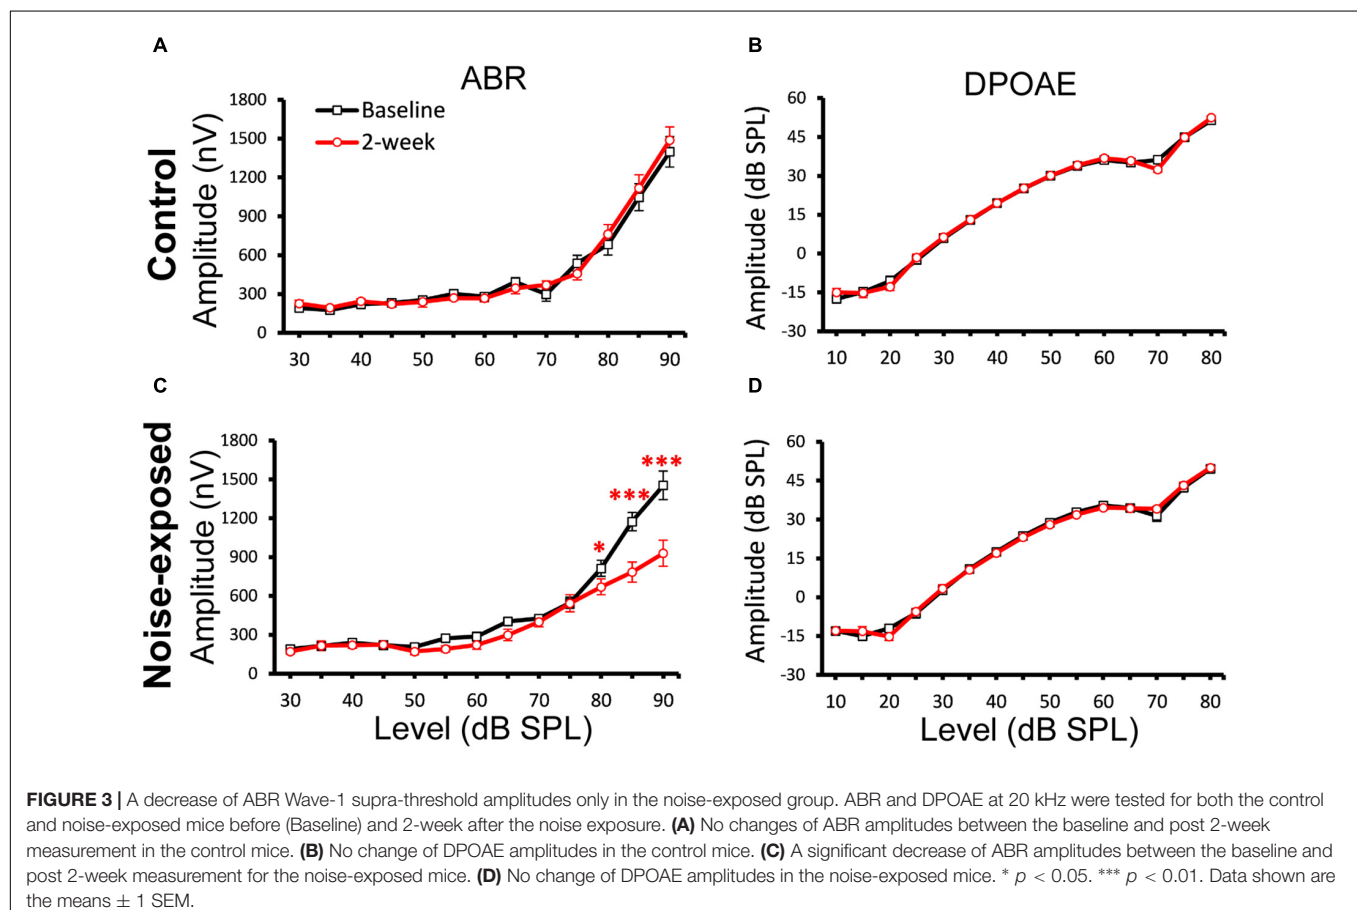 A
ABR
Control
Amplitude (nV)
1800
1500
1200
900
600
300
0
Baseline
2-week
30 40 50 60 70 80 90
B
DPOAE
Amplitude (dB SPL)
60
45
30
15
0
-15
-30
10 20 30 40 50 60 70 80
C
Noise-exposed
Amplitude (nV)
1800
1500
1200
900
600
300
0
*
***
***
30 40 50 60 70 80 90
Level (dB SPL)
D
Amplitude (dB SPL)
60
45
30
15
0
-15
-30
10 20 30 40 50 60 70 80
Level (dB SPL)
FIGURE 3 | A decrease of ABR Wave-1 supra-threshold amplitudes only in the noise-exposed group. ABR and DPOAE at 20 kHz were tested for both the control
and noise-exposed mice before (Baseline) and 2-week after the noise exposure. (A) No changes of ABR amplitudes between the baseline and post 2-week
measurement in the control mice. (B) No change of DPOAE amplitudes in the control mice. (C) A significant decrease of ABR amplitudes between the baseline and
post 2-week measurement for the noise-exposed mice. (D) No change of DPOAE amplitudes in the noise-exposed mice. * p < 0.05. *** p < 0.01. Data shown are
the means ± 1 SEM.